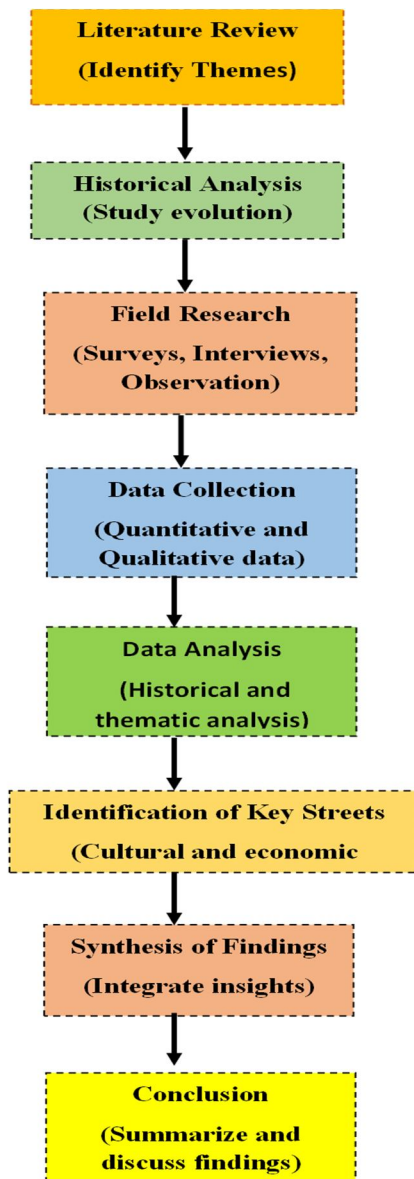 Literature Review
(Identify Themes)
Historical Analysis
(Study evolution)
Field Research
(Surveys, Interviews,
Observation)
Data Collection
(Quantitative and
Qualitative data)
Data Analysis
(Historical and
thematic analysis)
Identification of Key Streets
(Cultural and economic
Synthesis of Findings
(Integrate insights)
Conclusion
(Summarize and
discuss findings)